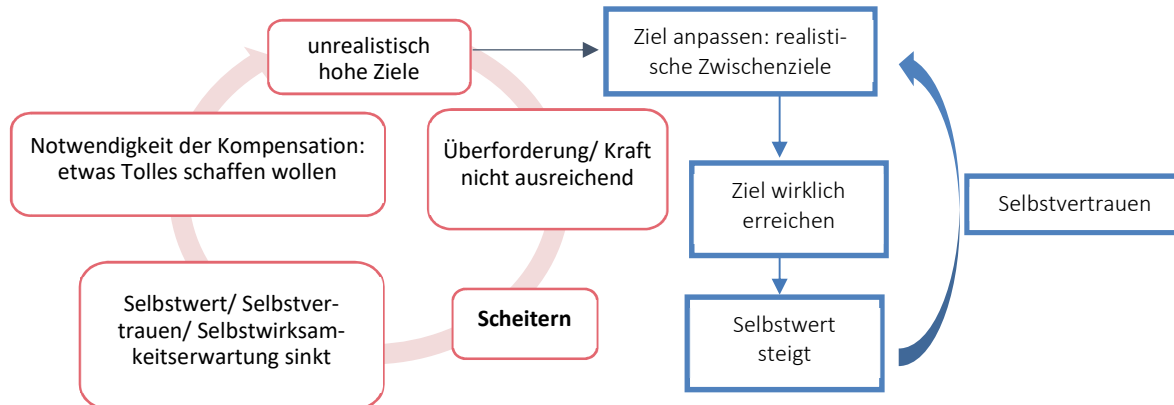 unrealistisch
hohe Ziele
Überforderung/ Kraft
nicht ausreichend
Scheitern
Selbstwert/ Selbstver-
trauen/ Selbstwirksam-
keitserwartung sinkt
Notwendigkeit der Kompensation:
etwas Tolles schaffen wollen
Ziel anpassen: realisti-
sche Zwischenziele
Ziel wirklich
erreichen
Selbstwert
steigt
Selbstvertrauen